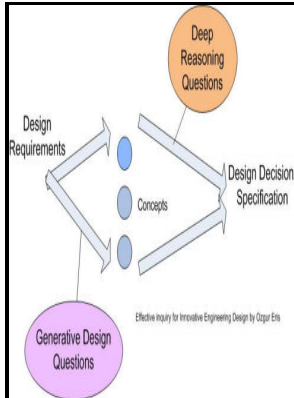 Deep
Reasoning
Questions
Design
Requirements
Concepts
Design Decision
Specification
Effective inquiry for Innovative Engineering Design by Ozgur Eris
Generative Design
Questions